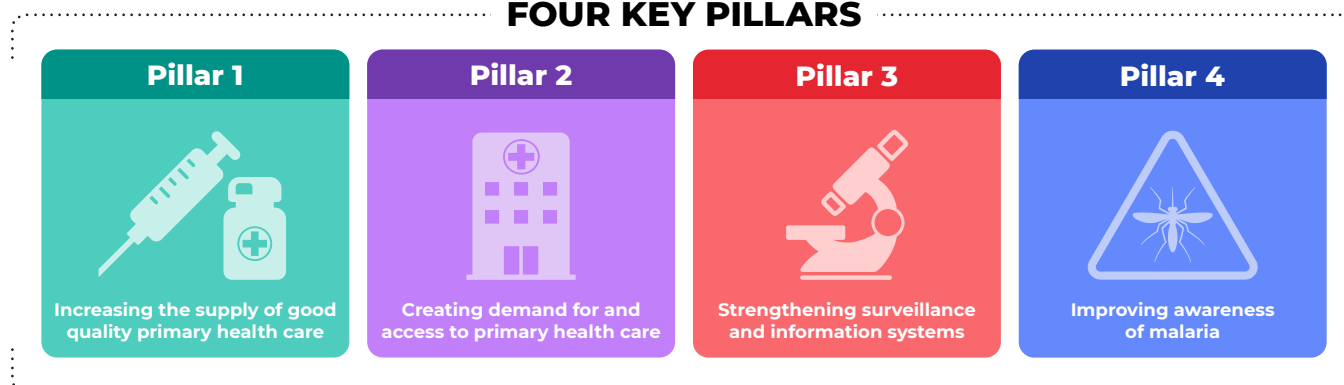 FOUR KEY PILLARS
Pillar 1
Increasing the supply of good
quality primary health care
Pillar 2
Creating demand for and
access to primary health care
Pillar 3
Strengthening surveillance
and information systems
Pillar 4
Improving awareness
of malaria